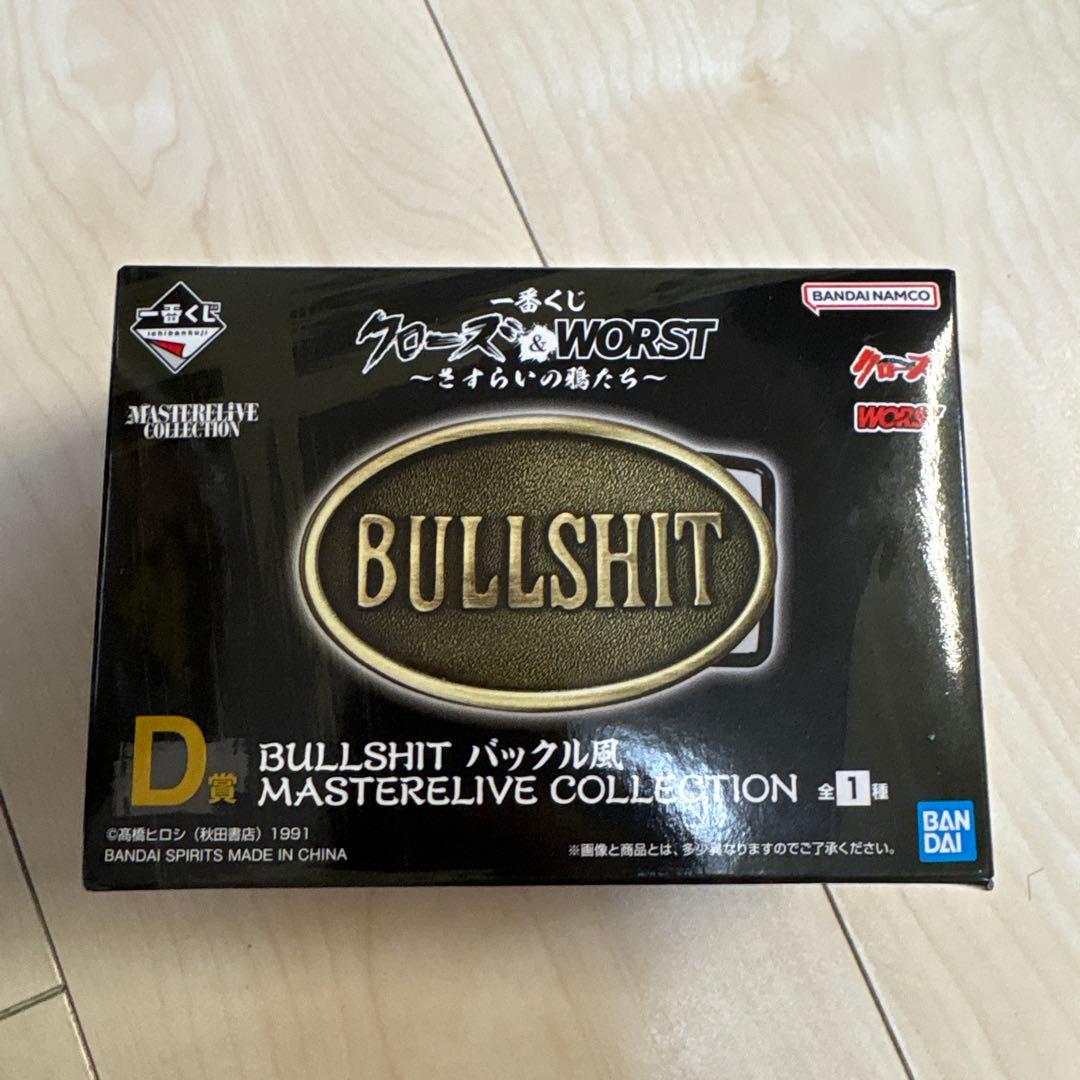 一番くじ
ichibankuji
MASTERELIVE
COLLECTION
一番くじ
クローズ&WORST
〜さすらいの鴉たち〜
BANDAI NAMCO
クローズ
WORST
BULLSHIT
D賞
BULLSHIT バックル風
MASTERELIVE COLLECTION 全1種
©髙橋ヒロシ(秋田書店)1991
BANDAI SPIRITS MADE IN CHINA
※画像と商品とは、多少異なりますのでご了承ください。
BAN
DAI